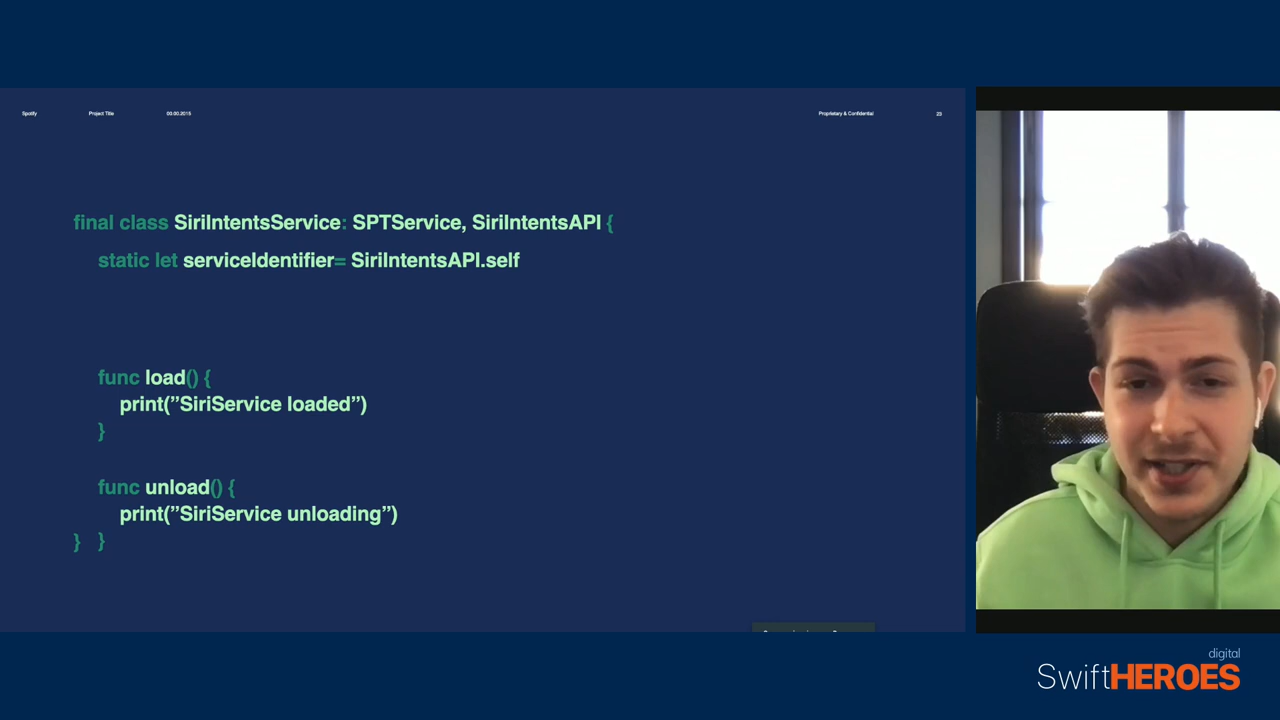 Spotify Project Title 00.00.2015 Proprietary & Confidential 23
final class SiriIntentsService: SPTService, SiriIntentsAPI {
static let serviceIdentifier= SiriIntentsAPI.self
func load() {
print(”SiriService loaded”)
}
func unload() {
print(”SiriService unloading”)
} }
digital
SwiftHEROES